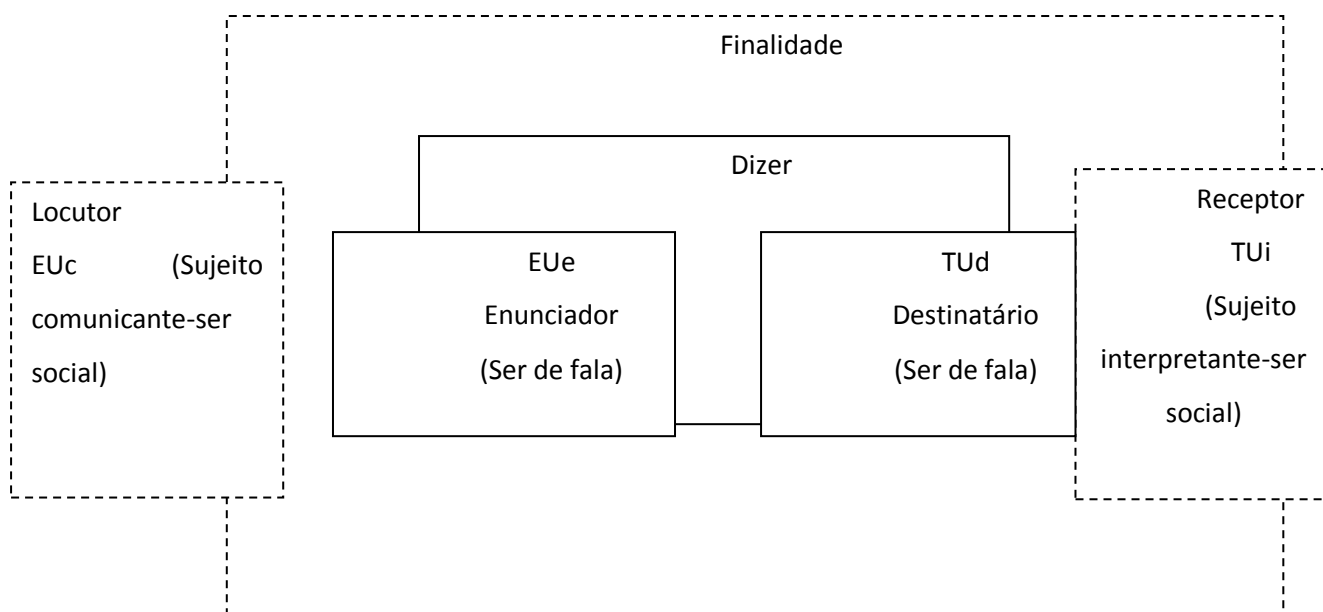 Finalidade
Dizer
Locutor
EUc (Sujeito
comunicante-ser
social)
EUe
Enunciador
(Ser de fala)
TUd
Destinatário
(Ser de fala)
Receptor
TUi
(Sujeito
interpretante-ser
social)